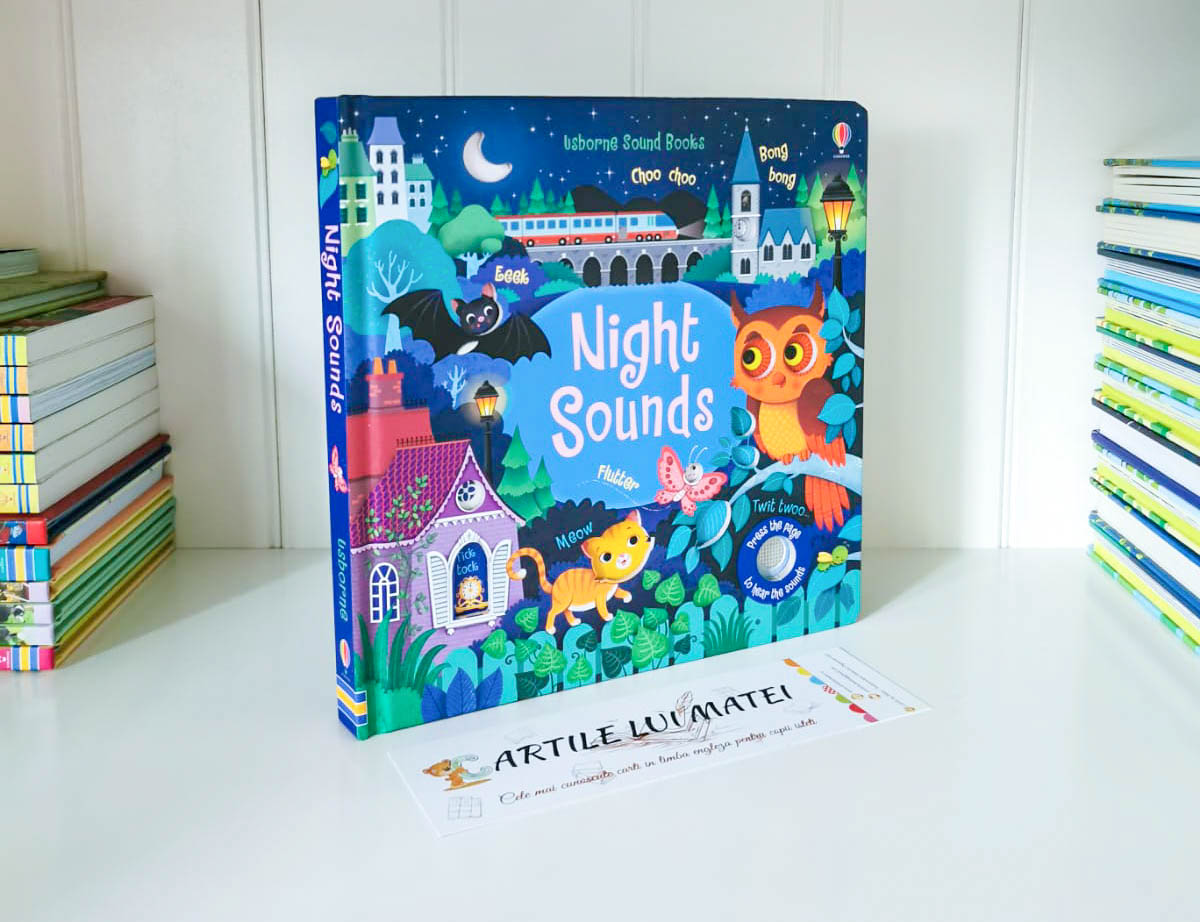 Usborne Sound Books
Choo choo
Bong
bong
Eeek
Night
Sounds
Flutter
Meow
Tick
tock
Twit twoo...
Press the page
to hear the sounds
Night Sounds
usborne
CARTILE LUI MATEI
Cele mai cunoscute carti in limba engleza pentru copii isteti